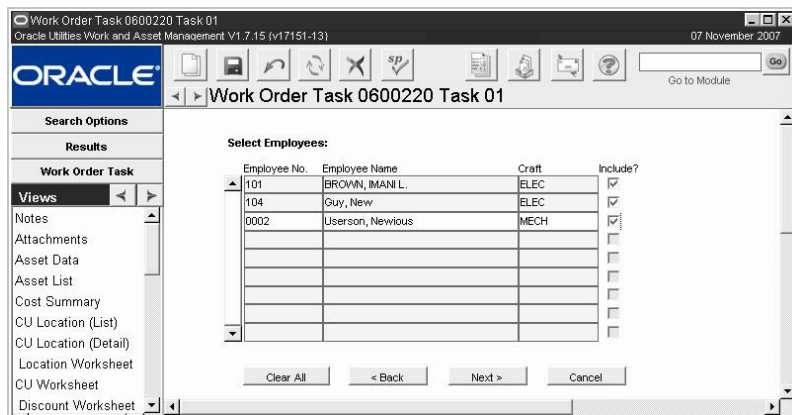 Work Order Task 0600220 Task 01
Oracle Utilities Work and Asset Management V1.7.15 {v17151-13}
07 November 2007
ORACLE
sp
Go
Go to Module
Work Order Task 0600220 Task 01
Search Options
Results
Work Order Task
Views
Notes
Attachments
Asset Data
Asset List
Cost Summary
CU Location (List)
CU Location (Detail)
Location Worksheet
CU Worksheet
Discount Worksheet
Select Employees:
Employee No. Employee Name Craft Include?
101 BROWN, IMANI L. ELEC
104 Guy, New ELEC
0002 Userson, Newious MECH
Clear All < Back Next > Cancel